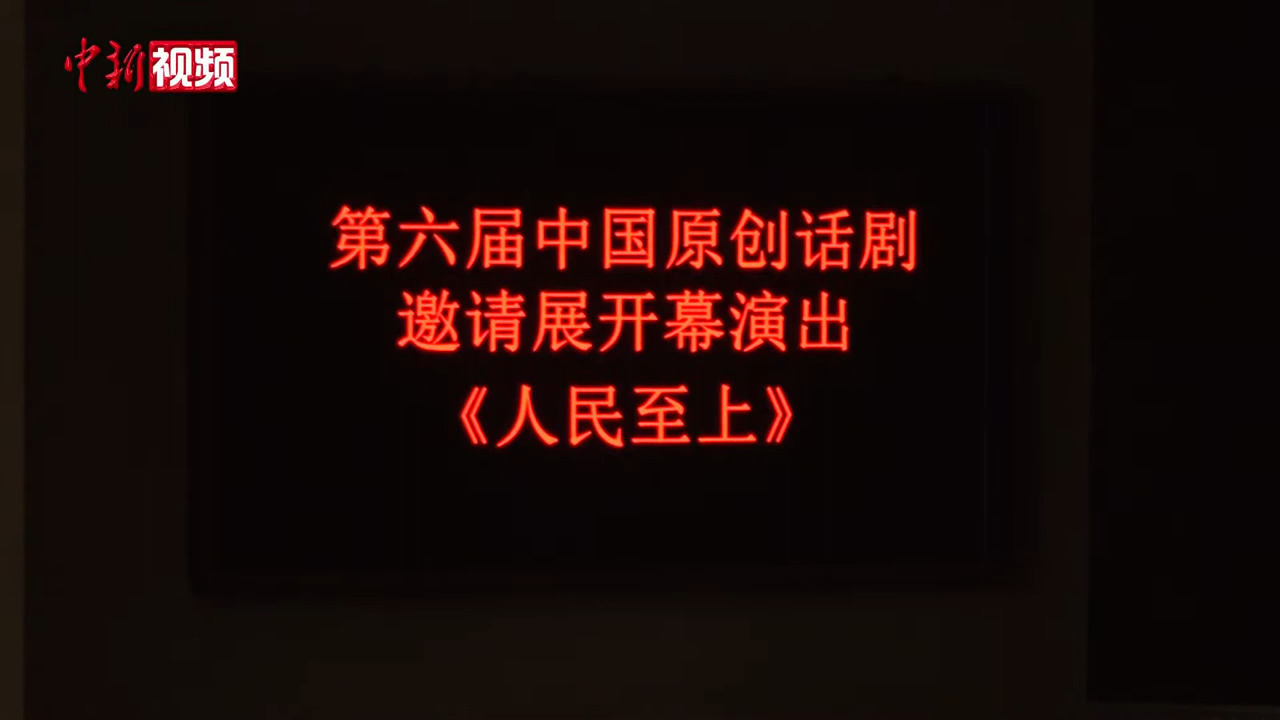 中新视频
第六届中国原创话剧
邀请展开幕演出
《人民至上》